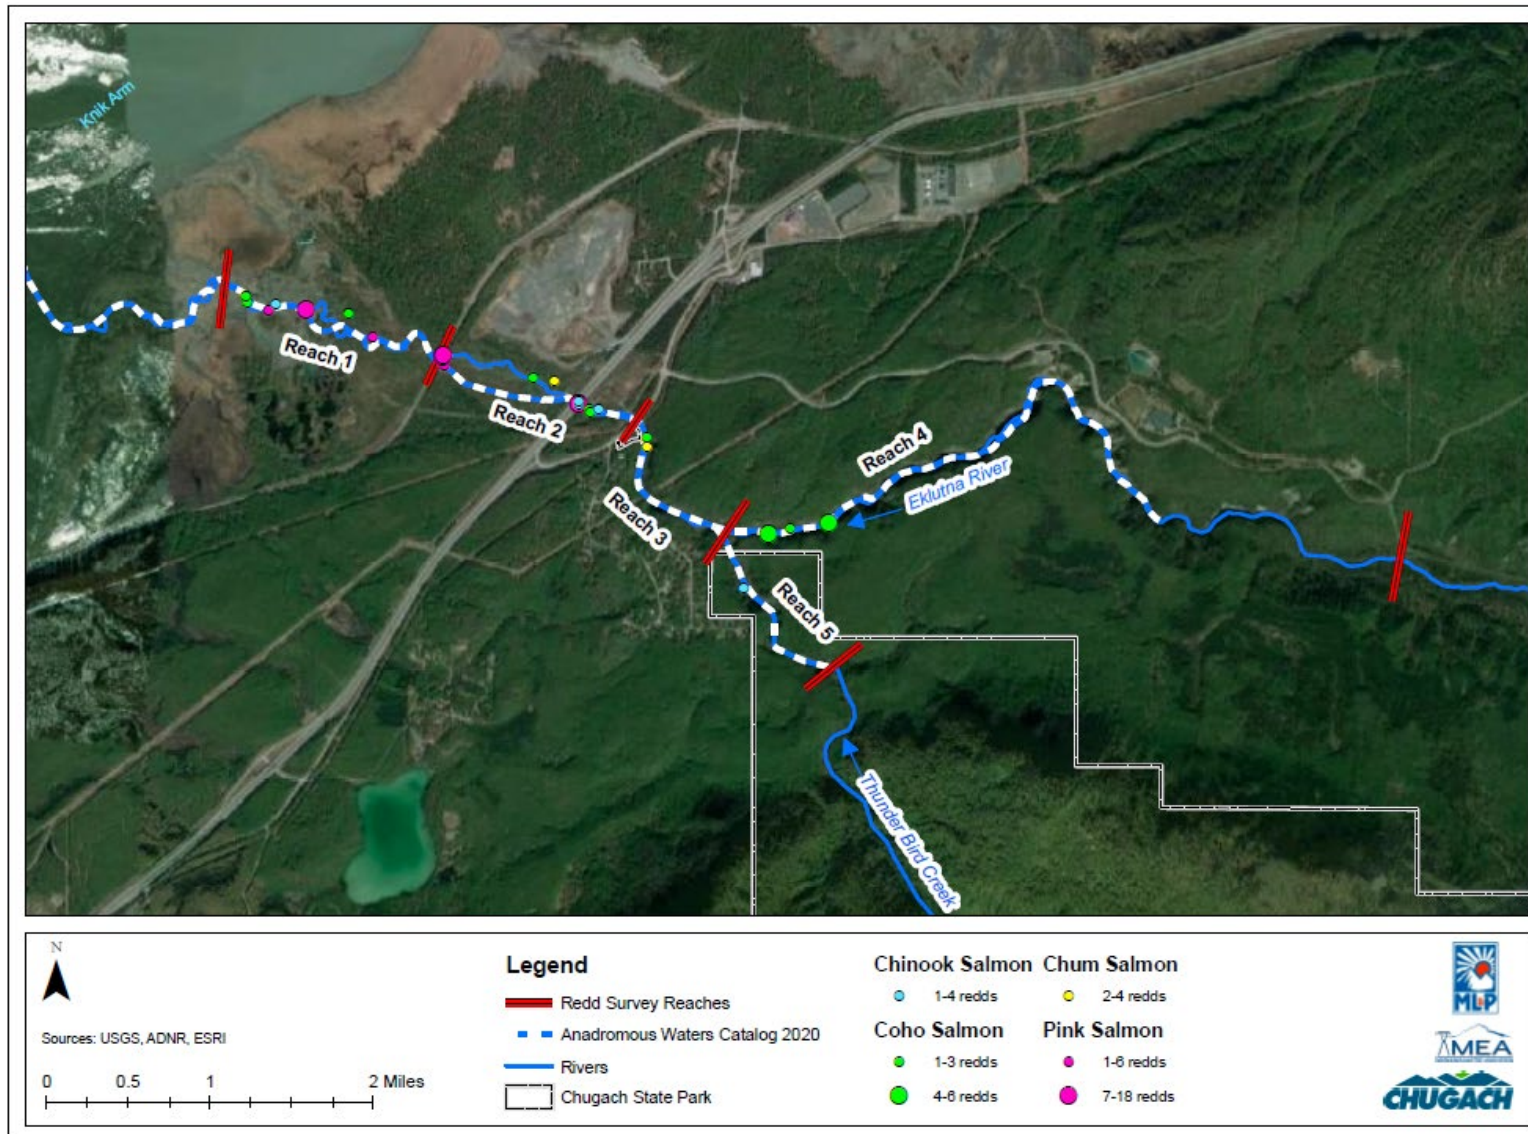 Knik Arm
Reach 1
Reach 2
Reach 3
Reach 4
Eklutna River
Reach 5
Thunder Bird Creek
N
Sources: USGS, ADNR, ESRI
0 0.5 1 2 Miles
Legend
Redd Survey Reaches
Anadromous Waters Catalog 2020
Rivers
Chugach State Park
Chinook Salmon
1-4 redds
Coho Salmon
1-3 redds
4-6 redds
Chum Salmon
2-4 redds
Pink Salmon
1-6 redds
7-18 redds
ML&P
MEA
CHUGACH